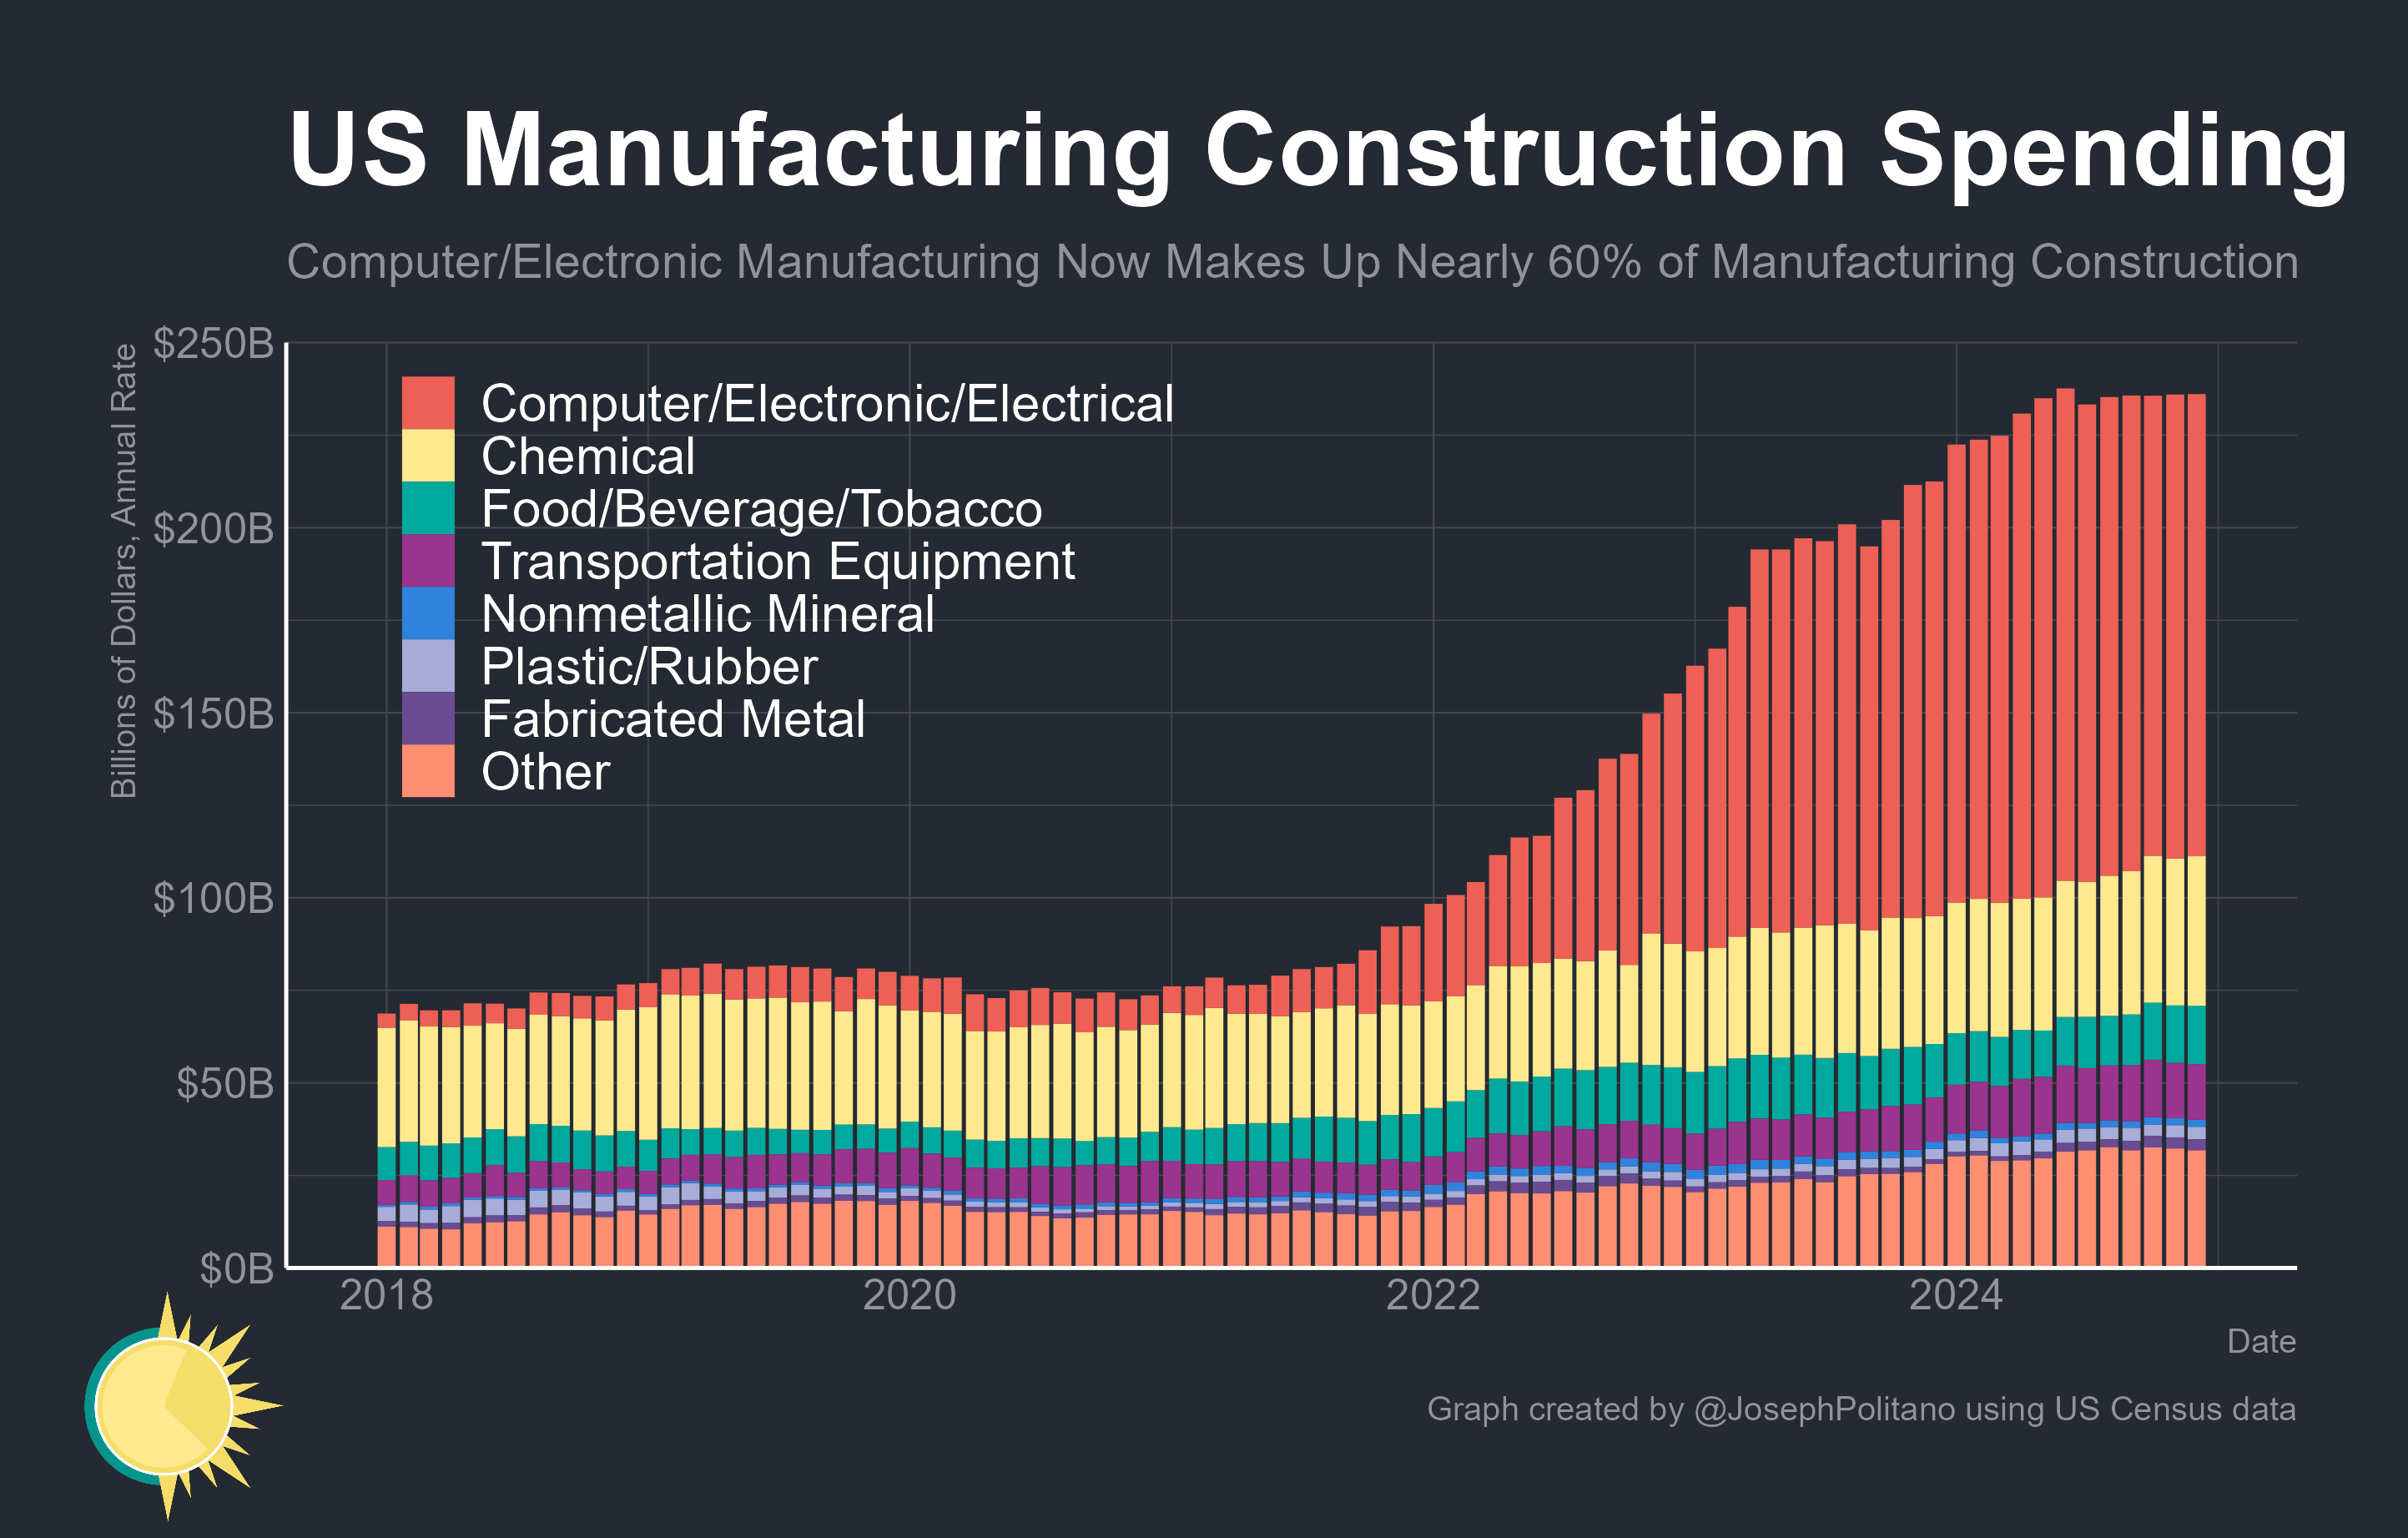 US Manufacturing Construction Spending
Computer/Electronic Manufacturing Now Makes Up Nearly 60% of Manufacturing Construction
Billions of Dollars, Annual Rate
$250B
$200B
$150B
$100B
$50B
$0B
Computer/Electronic/Electrical
Chemical
Food/Beverage/Tobacco
Transportation Equipment
Nonmetallic Mineral
Plastic/Rubber
Fabricated Metal
Other
2018 2020 2022 2024
Date
Graph created by @JosephPolitano using US Census data